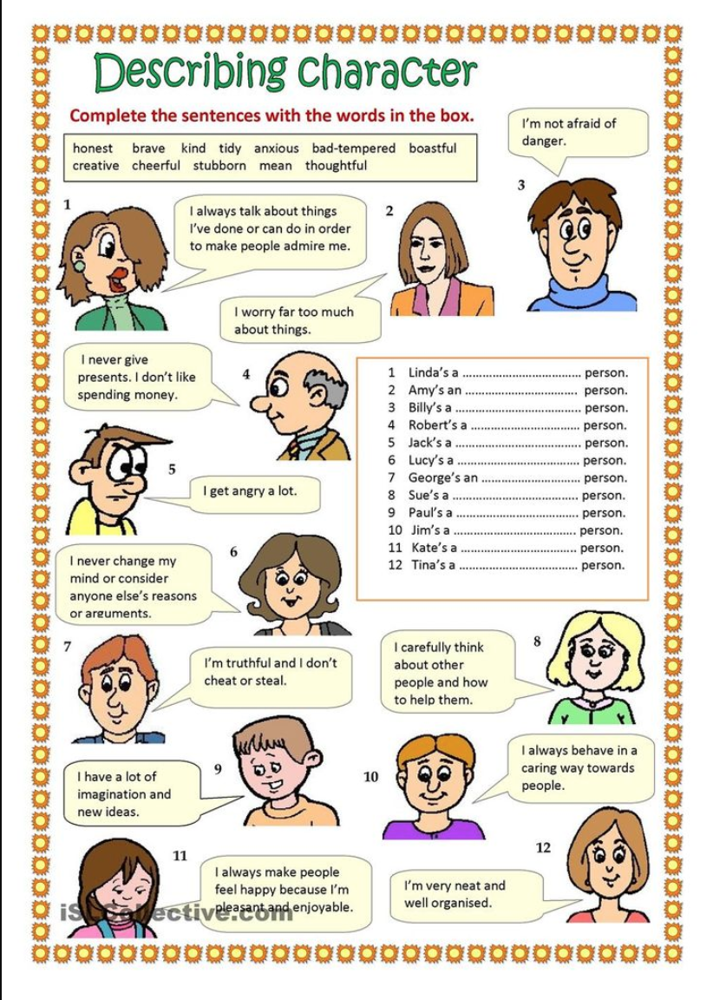 Describing character
Complete the sentences with the words in the box.
honest brave kind tidy anxious bad-tempered boastful
creative cheerful stubborn mean thoughtful
I'm not afraid of
danger.
3
1
I always talk about things
I've done or can do in order
to make people admire me.
2
I worry far too much
about things.
I never give
presents. I don't like
spending money.
4
5
I get angry a lot.
1 Linda's a ................................... person.
2 Amy's an ................................. person.
3 Billy's a ..................................... person.
4 Robert's a ................................ person.
5 Jack's a ..................................... person.
6 Lucy's a .................................... person.
7 George's an ............................. person.
8 Sue's a ..................................... person.
9 Paul's a .................................... person.
10 Jim's a .................................... person.
11 Kate's a .................................. person.
12 Tina's a ................................... person.
I never change my
mind or consider
anyone else's reasons
or arguments.
6
7
I'm truthful and I don't
cheat or steal.
I carefully think
about other
people and how
to help them.
8
I have a lot of
imagination and
new ideas.
9
10
I always behave in a
caring way towards
people.
11
I always make people
feel happy because I'm
pleasant and enjoyable.
iSLCollective.com
12
I'm very neat and
well organised.